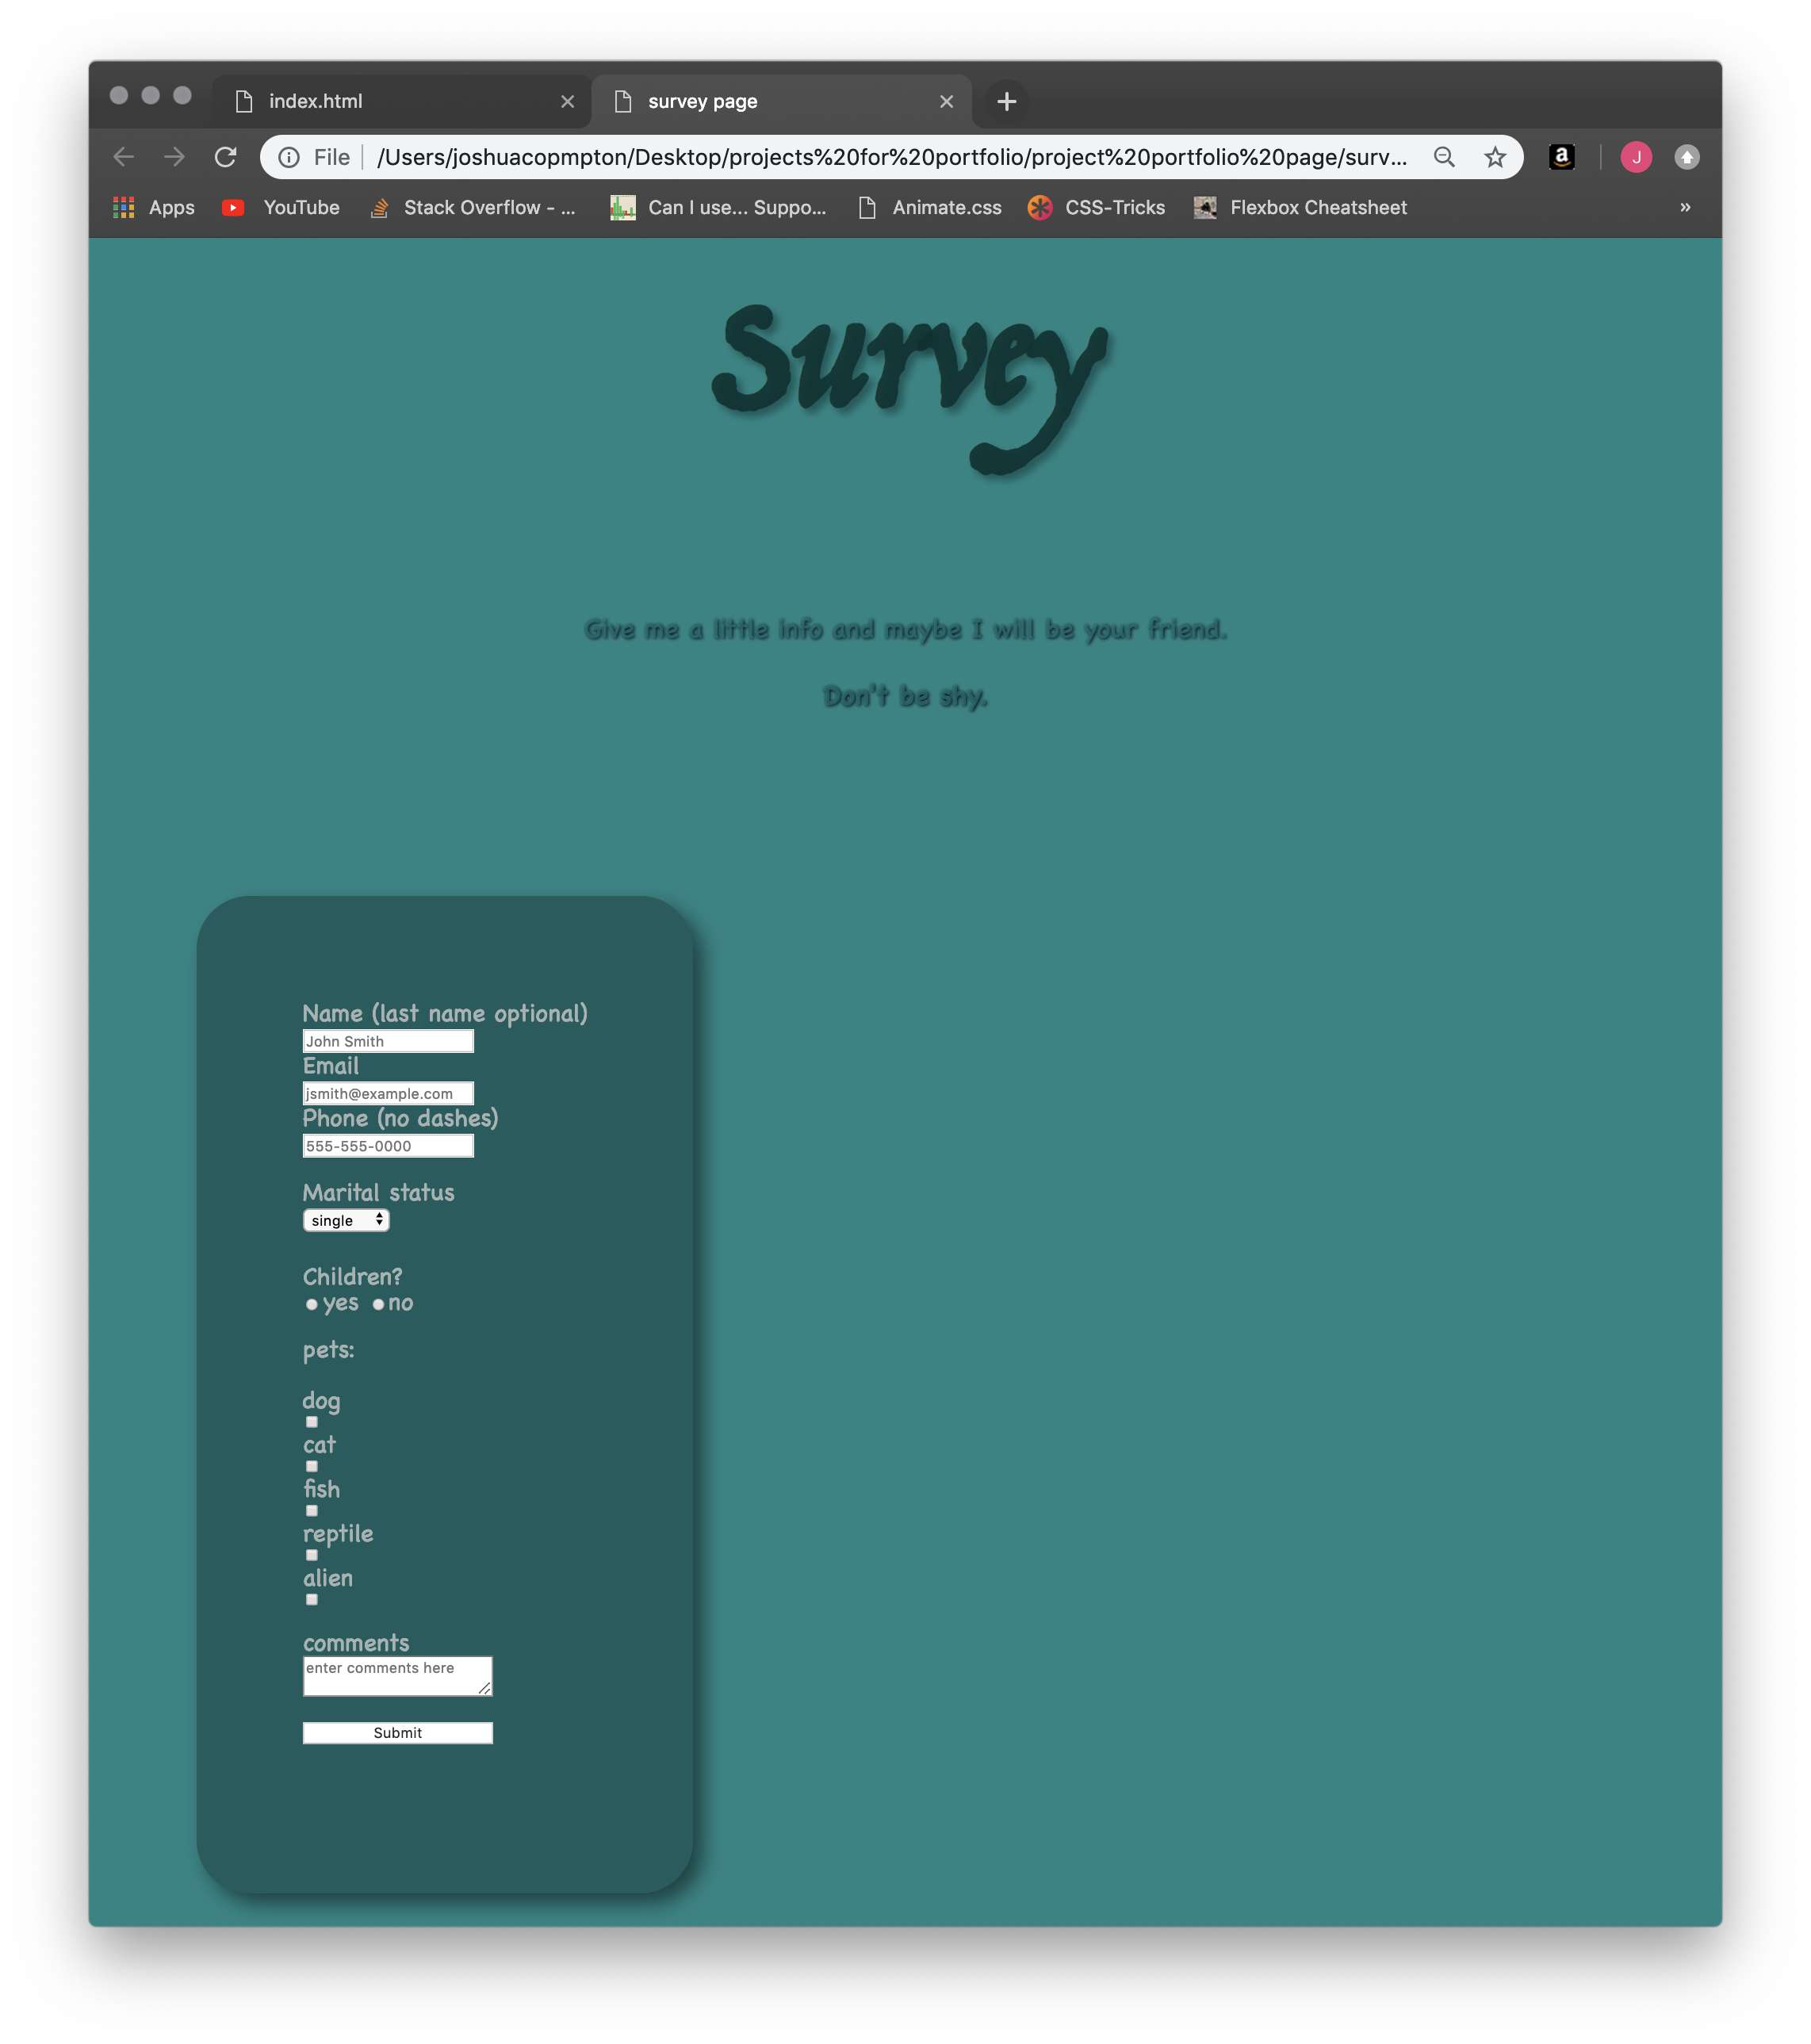 index.html
survey page
File /Users/joshuacopmpton/Desktop/projects%20for%20portfolio/project%20portfolio%20page/surv...
a
J
Apps YouTube Stack Overflow - ... Can I use... Suppo... Animate.css CSS-Tricks Flexbox Cheatsheet »
Survey
Give me a little info and maybe I will be your friend.
Don't be shy.
Name (last name optional)
John Smith
Email
jsmith@example.com
Phone (no dashes)
555-555-0000
Marital status
single
Children?
yes no
pets:
dog
cat
fish
reptile
alien
comments
enter comments here
Submit